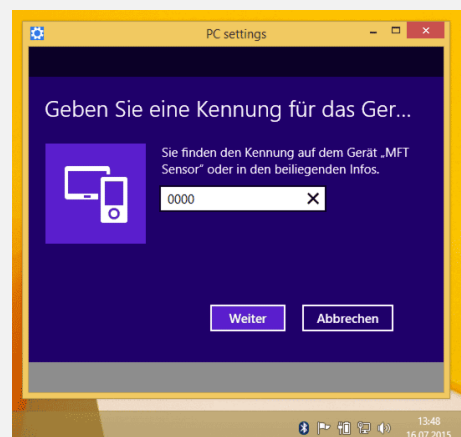 PC settings
Geben Sie eine Kennung für das Ger...
Sie finden den Kennung auf dem Gerät „MFT
Sensor“ oder in den beiliegenden Infos.
0000
Weiter
Abbrechen
13:48
16.07.2015